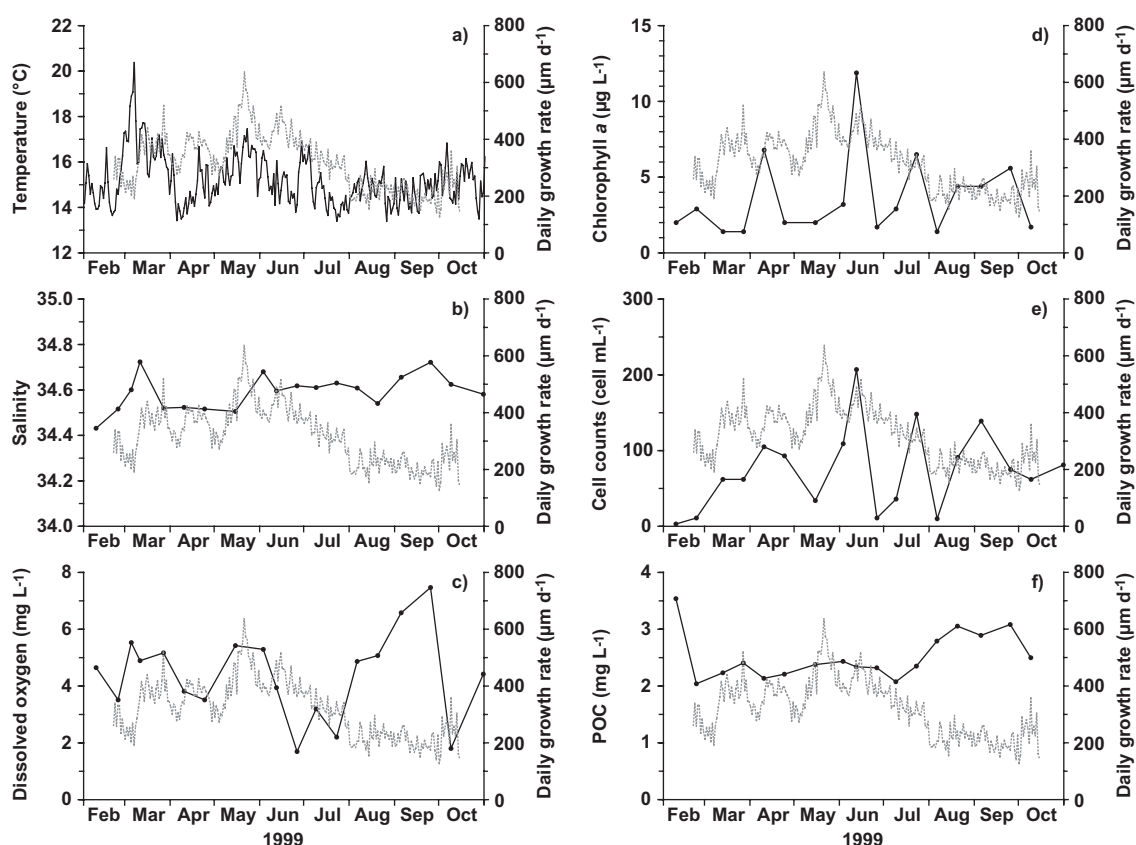 a)
Temperature (°C)
22
20
18
16
14
12
800
600
400
200
0
Daily growth rate (µm d-1)
Feb Mar Apr May Jun Jul Aug Sep Oct
d)
Chlorophyll a (µg L-1)
15
10
5
0
800
600
400
200
0
Daily growth rate (µm d-1)
Feb Mar Apr May Jun Jul Aug Sep Oct
b)
Salinity
35.0
34.8
34.6
34.4
34.2
34.0
800
600
400
200
0
Daily growth rate (µm d-1)
Feb Mar Apr May Jun Jul Aug Sep Oct
e)
Cell counts (cell mL-1)
300
200
100
0
800
600
400
200
0
Daily growth rate (µm d-1)
Feb Mar Apr May Jun Jul Aug Sep Oct
c)
Dissolved oxygen (mg L-1)
8
6
4
2
0
800
600
400
200
0
Daily growth rate (µm d-1)
Feb Mar Apr May Jun Jul Aug Sep Oct
1999
f)
POC (mg L-1)
4
3
2
1
0
800
600
400
200
0
Daily growth rate (µm d-1)
Feb Mar Apr May Jun Jul Aug Sep Oct
1999